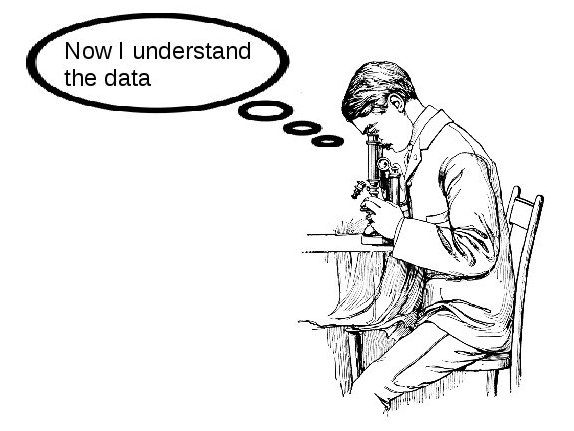 Now I understand
the data